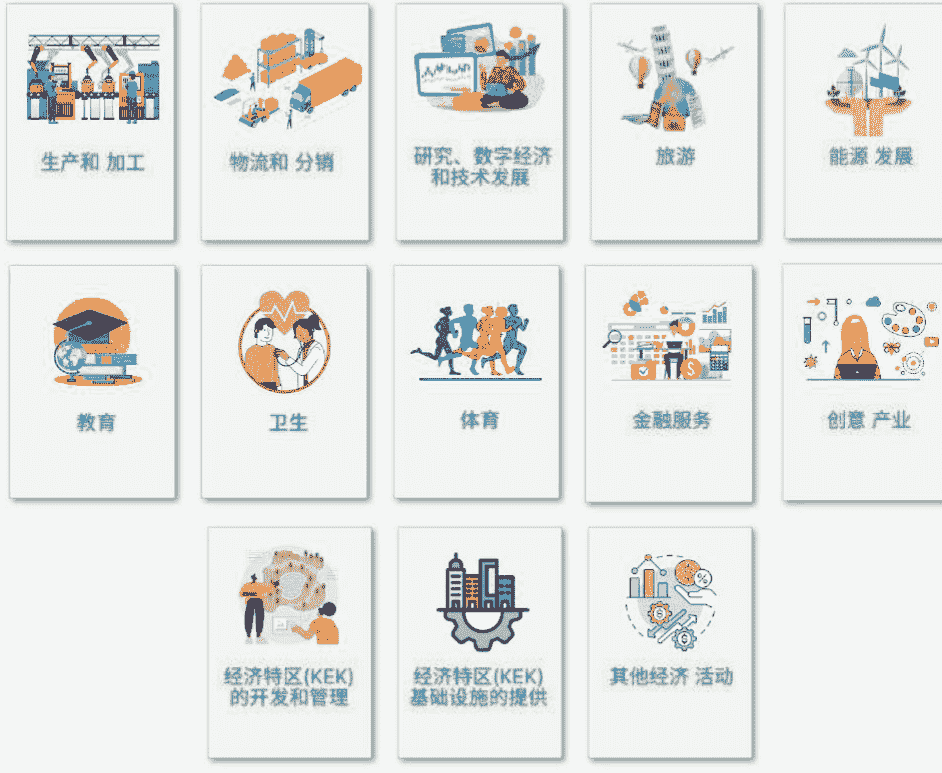 生产和 加工
物流和 分销
研究、数字经济
和技术发展
旅游
能源 发展
教育
卫生
体育
金融服务
创意 产业
经济特区(KEK)
的开发和管理
经济特区(KEK)
基础设施的提供
其他经济 活动